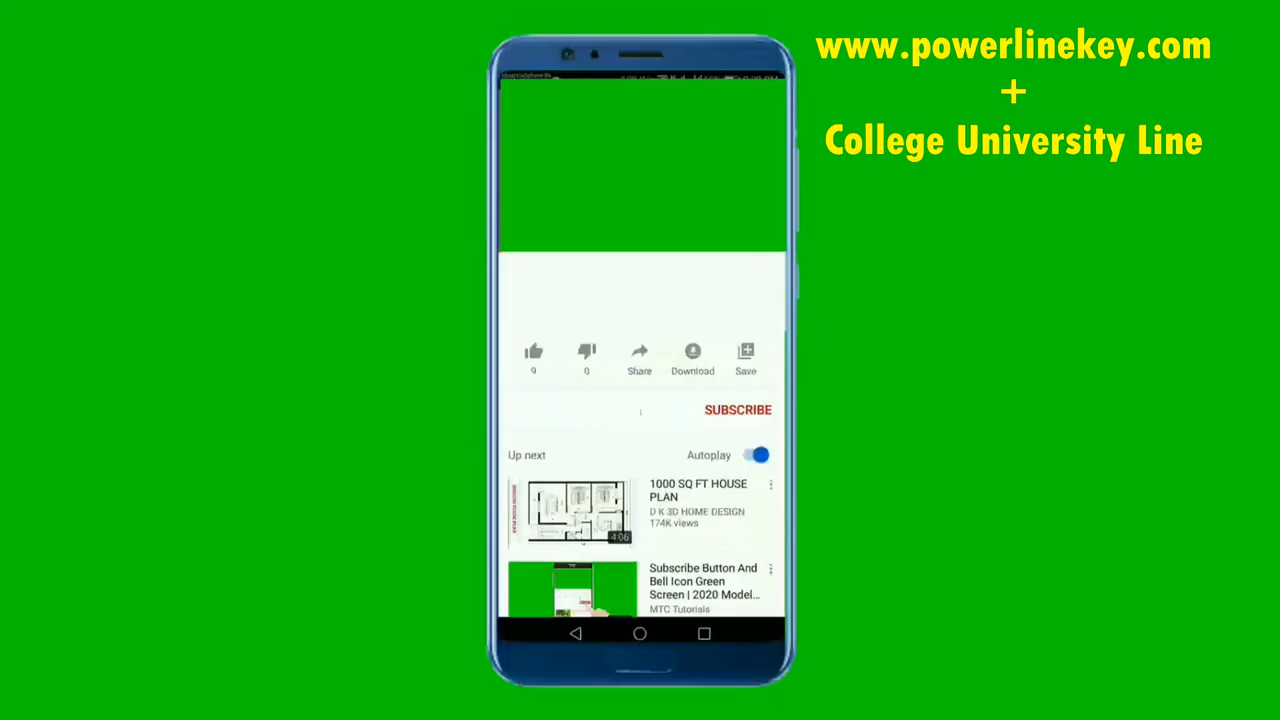 www.powerlinekey.com
+
College University Line
9
0
Share
Download
Save
SUBSCRIBE
Up next
Autoplay
1000 SQ FT HOUSE
PLAN
D K 3D HOME DESIGN
174K views
4:06
Subscribe Button And
Bell Icon Green
Screen | 2020 Model...
MTC Tutorials